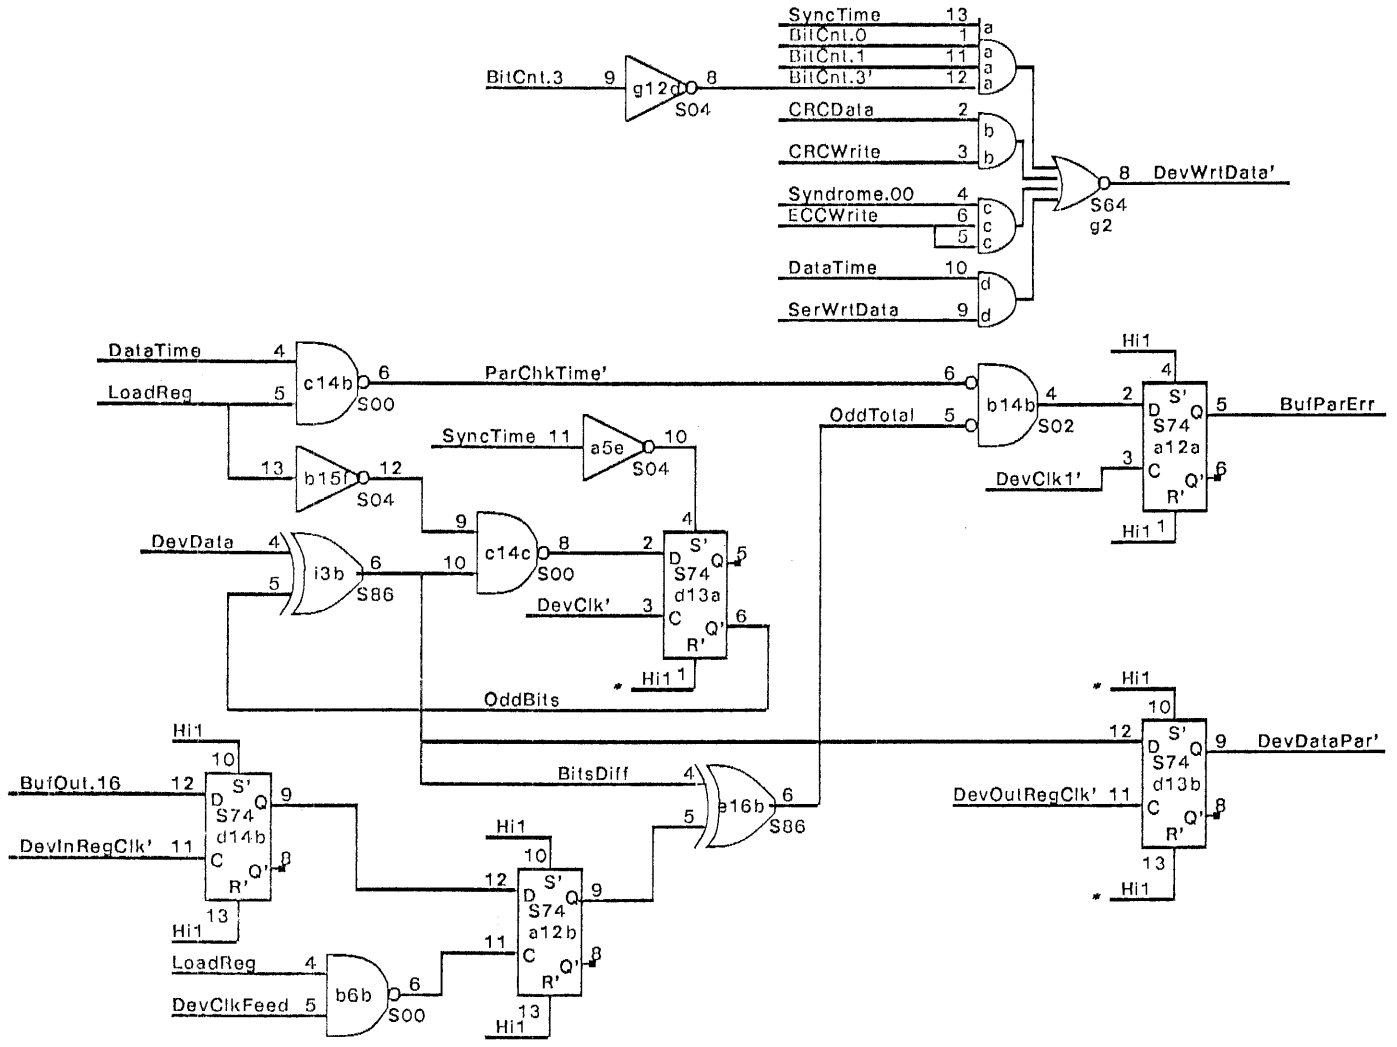 SyncTime 13
a
BitCnt.0 1
a
BitCnt.1 11
a
BitCnt.3 9 g12d 8 BitCnt.3' 12
a
S04
CRCData 2
b
CRCWrite 3 b
8 DevWrtData'
Syndrome.00 4
c
S64
ECCWrite 6 c
g2
5 c
DataTime 10
d
SerWrtData 9 d
DataTime 4
c14b 6 ParChkTime' 6
LoadReg 5
S00
b14b 4
OddTotal 5
S02
Hi1
4
S'
2 D Q 5 BufParErr
S74
a12a
DevClk1' 3 C Q' 6
R'
Hi1 1
SyncTime 11 a5e 10
S04
13 b15f 12
S04
4
S'
9
c14c 8 2 D Q 5
10
S00
S74
d13a
DevData 4
i3b 6
5
S86
DevClk' 3 C Q' 6
R'
* Hi1 1
OddBits
* Hi1
10
S'
12 D Q 9 DevDataPar'
S74
d13b
DevOutRegClk' 11 C Q' 8
R'
13
* Hi1
Hi1
10
S'
BufOut.16 12 D Q 9
S74
d14b
DevInRegClk' 11 C Q' 8
R'
13
Hi1
BitsDiff 4
e16b 6
5
S86
Hi1
10
S'
12 D Q 9
S74
a12b
11 C Q' 8
R'
13
Hi1
LoadReg 4
b6b 6
DevClkFeed 5
S00